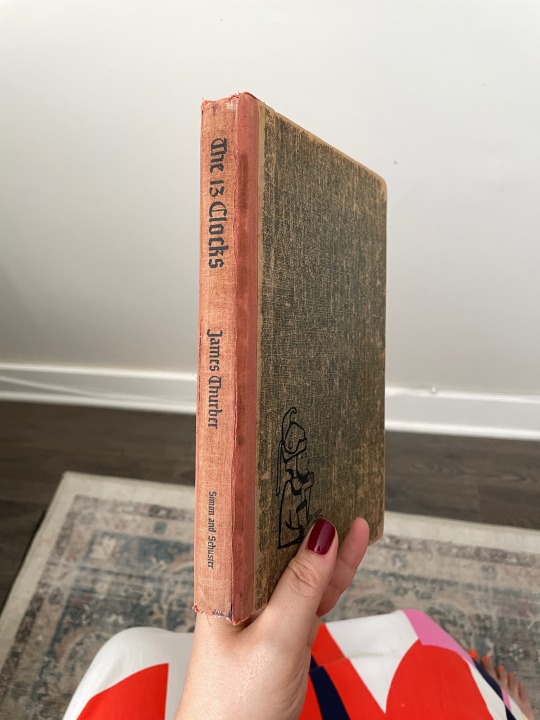 The 13 Clocks
James Thurber
Simon and Schuster